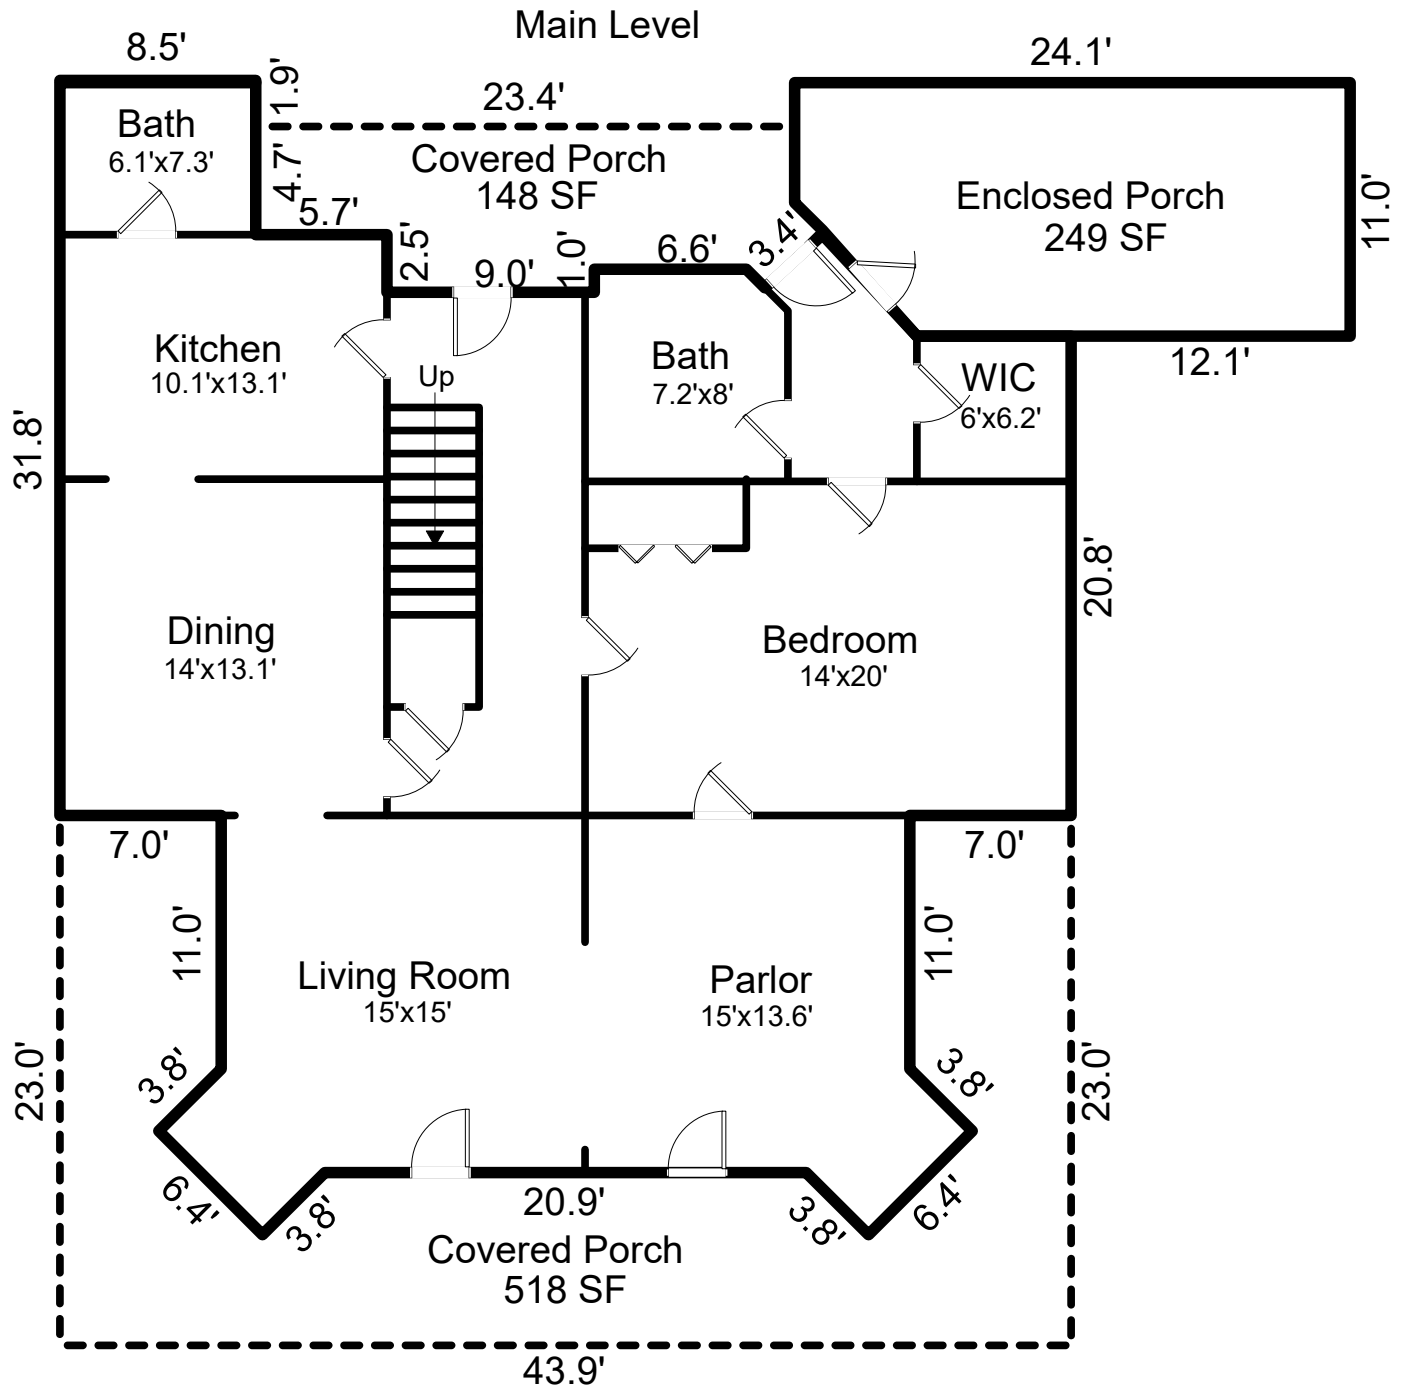 Main Level
8.5'
24.1'
1.9'
23.4'
Bath
6.1'x7.3'
4.7'
Covered Porch
148 SF
Enclosed Porch
249 SF
11.0'
5.7'
2.5'
9.0'
1.0'
6.6'
3.4'
Kitchen
10.1'x13.1'
Up
Bath
7.2'x8'
WIC
6'x6.2'
12.1'
31.8'
20.8'
Dining
14'x13.1'
Bedroom
14'x20'
7.0'
7.0'
11.0'
11.0'
Living Room
15'x15'
Parlor
15'x13.6'
23.0'
3.8'
3.8'
23.0'
6.4'
3.8'
20.9'
3.8'
6.4'
Covered Porch
518 SF
43.9'